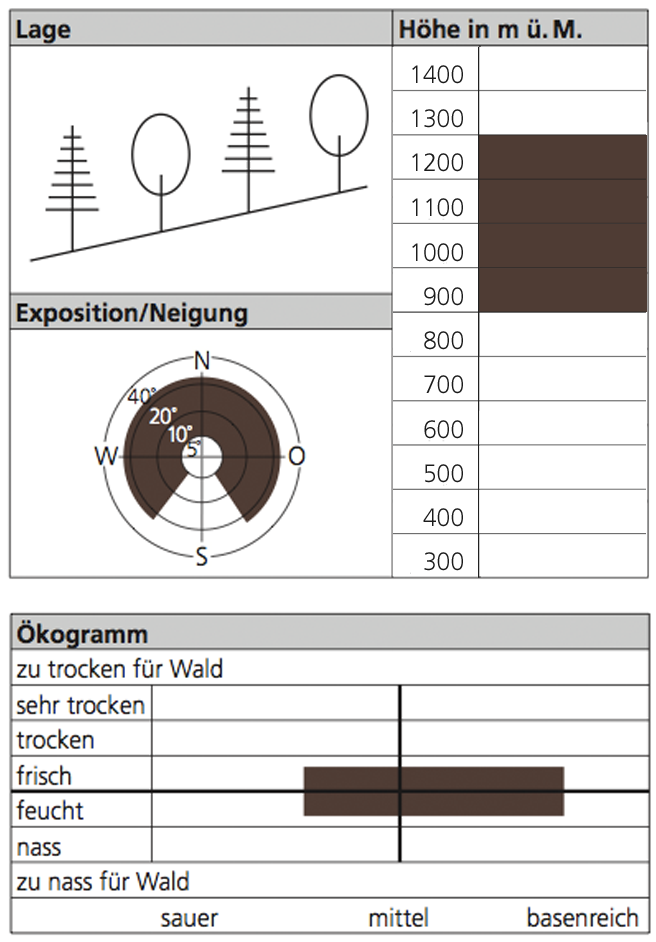 Lage
Höhe in m ü. M.
1400
1300
1200
1100
1000
900
800
700
600
500
400
300
Exposition/Neigung
N
40°
20°
10°
5°
W
O
S
Ökogramm
zu trocken für Wald
sehr trocken
trocken
frisch
feucht
nass
zu nass für Wald
sauer mittel basenreich